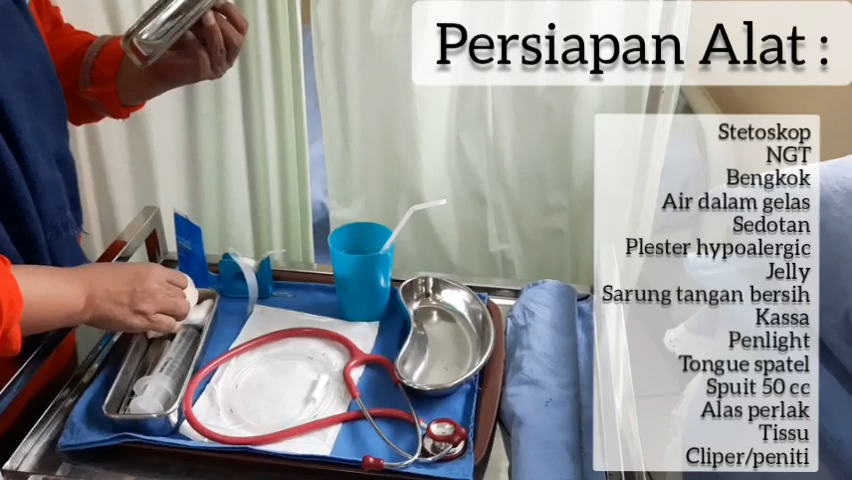 Persiapan Alat :
Stetoskop
NGT
Bengkok
Air dalam gelas
Sedotan
Plester hypoalergic
Jelly
Sarung tangan bersih
Kassa
Penlight
Tongue spatel
Spuit 50 cc
Alas perlak
Tissu
Cliper/peniti